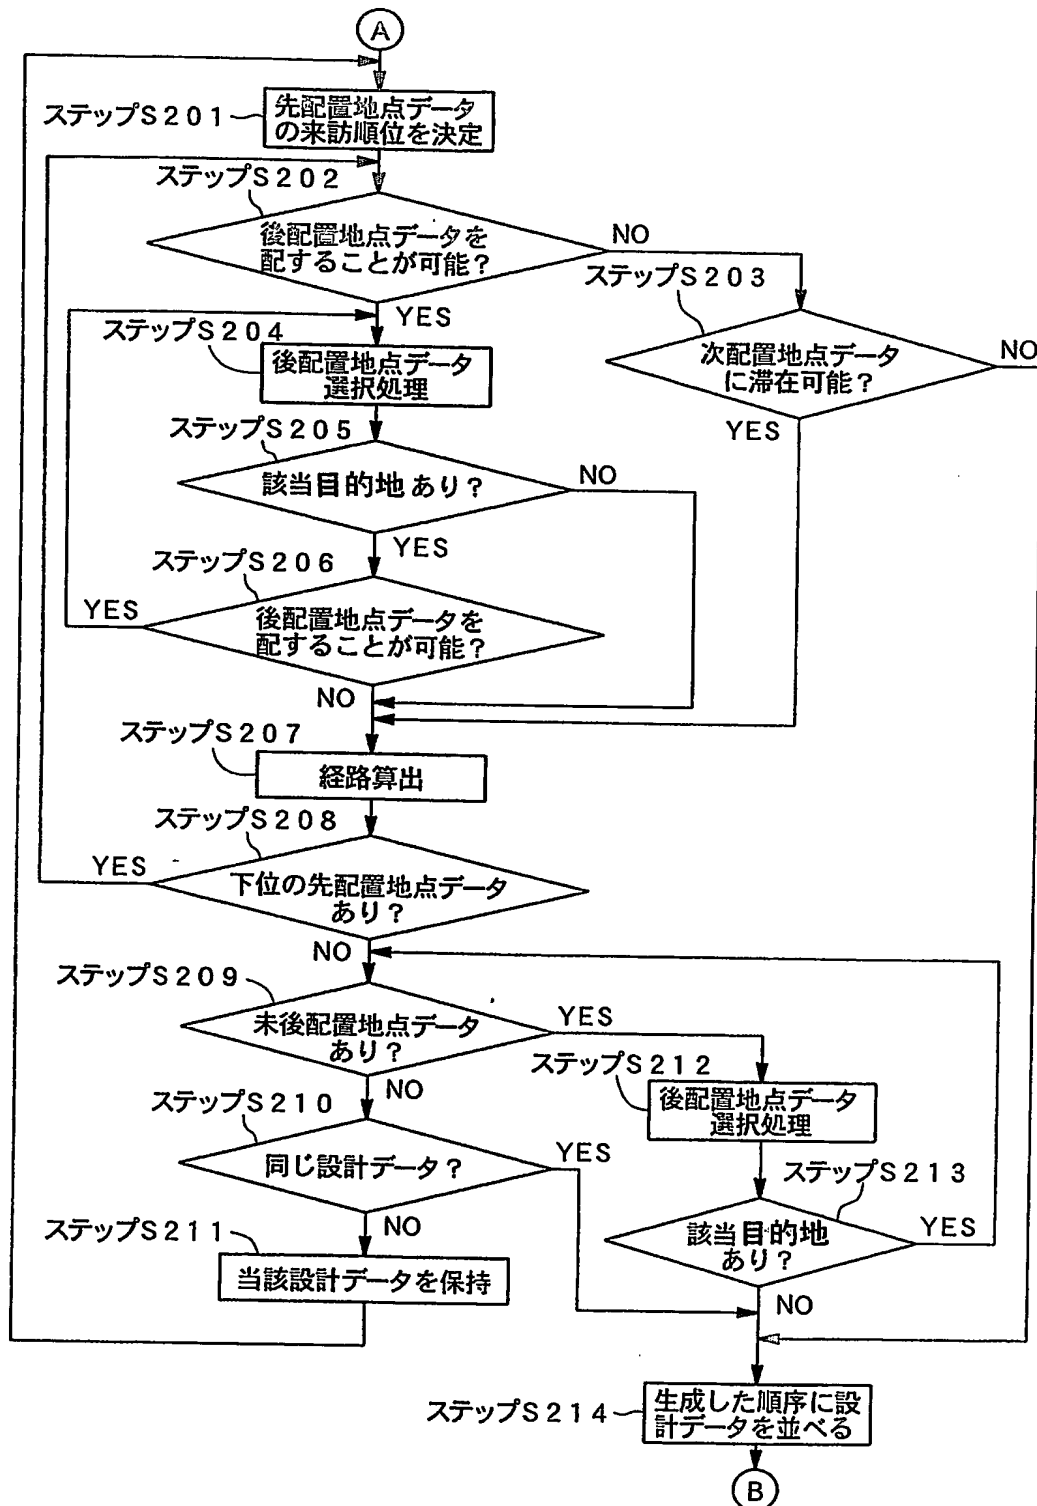 A
ステップS201
先配置地点データ
の来訪順位を決定
ステップS202
後配置地点データを
配することが可能?
NO
ステップS203
YES
次配置地点データ
に滞在可能?
NO
YES
ステップS204
後配置地点データ
選択処理
ステップS205
該当目的地あり?
NO
YES
ステップS206
後配置地点データを
配することが可能?
YES
NO
ステップS207
経路算出
ステップS208
下位の先配置地点データ
あり?
YES
NO
ステップS209
未後配置地点データ
あり?
YES
NO
ステップS212
後配置地点データ
選択処理
ステップS210
同じ設計データ?
YES
NO
ステップS213
該当目的地
あり?
YES
NO
ステップS211
当該設計データを保持
ステップS214
生成した順序に設
計データを並べる
B